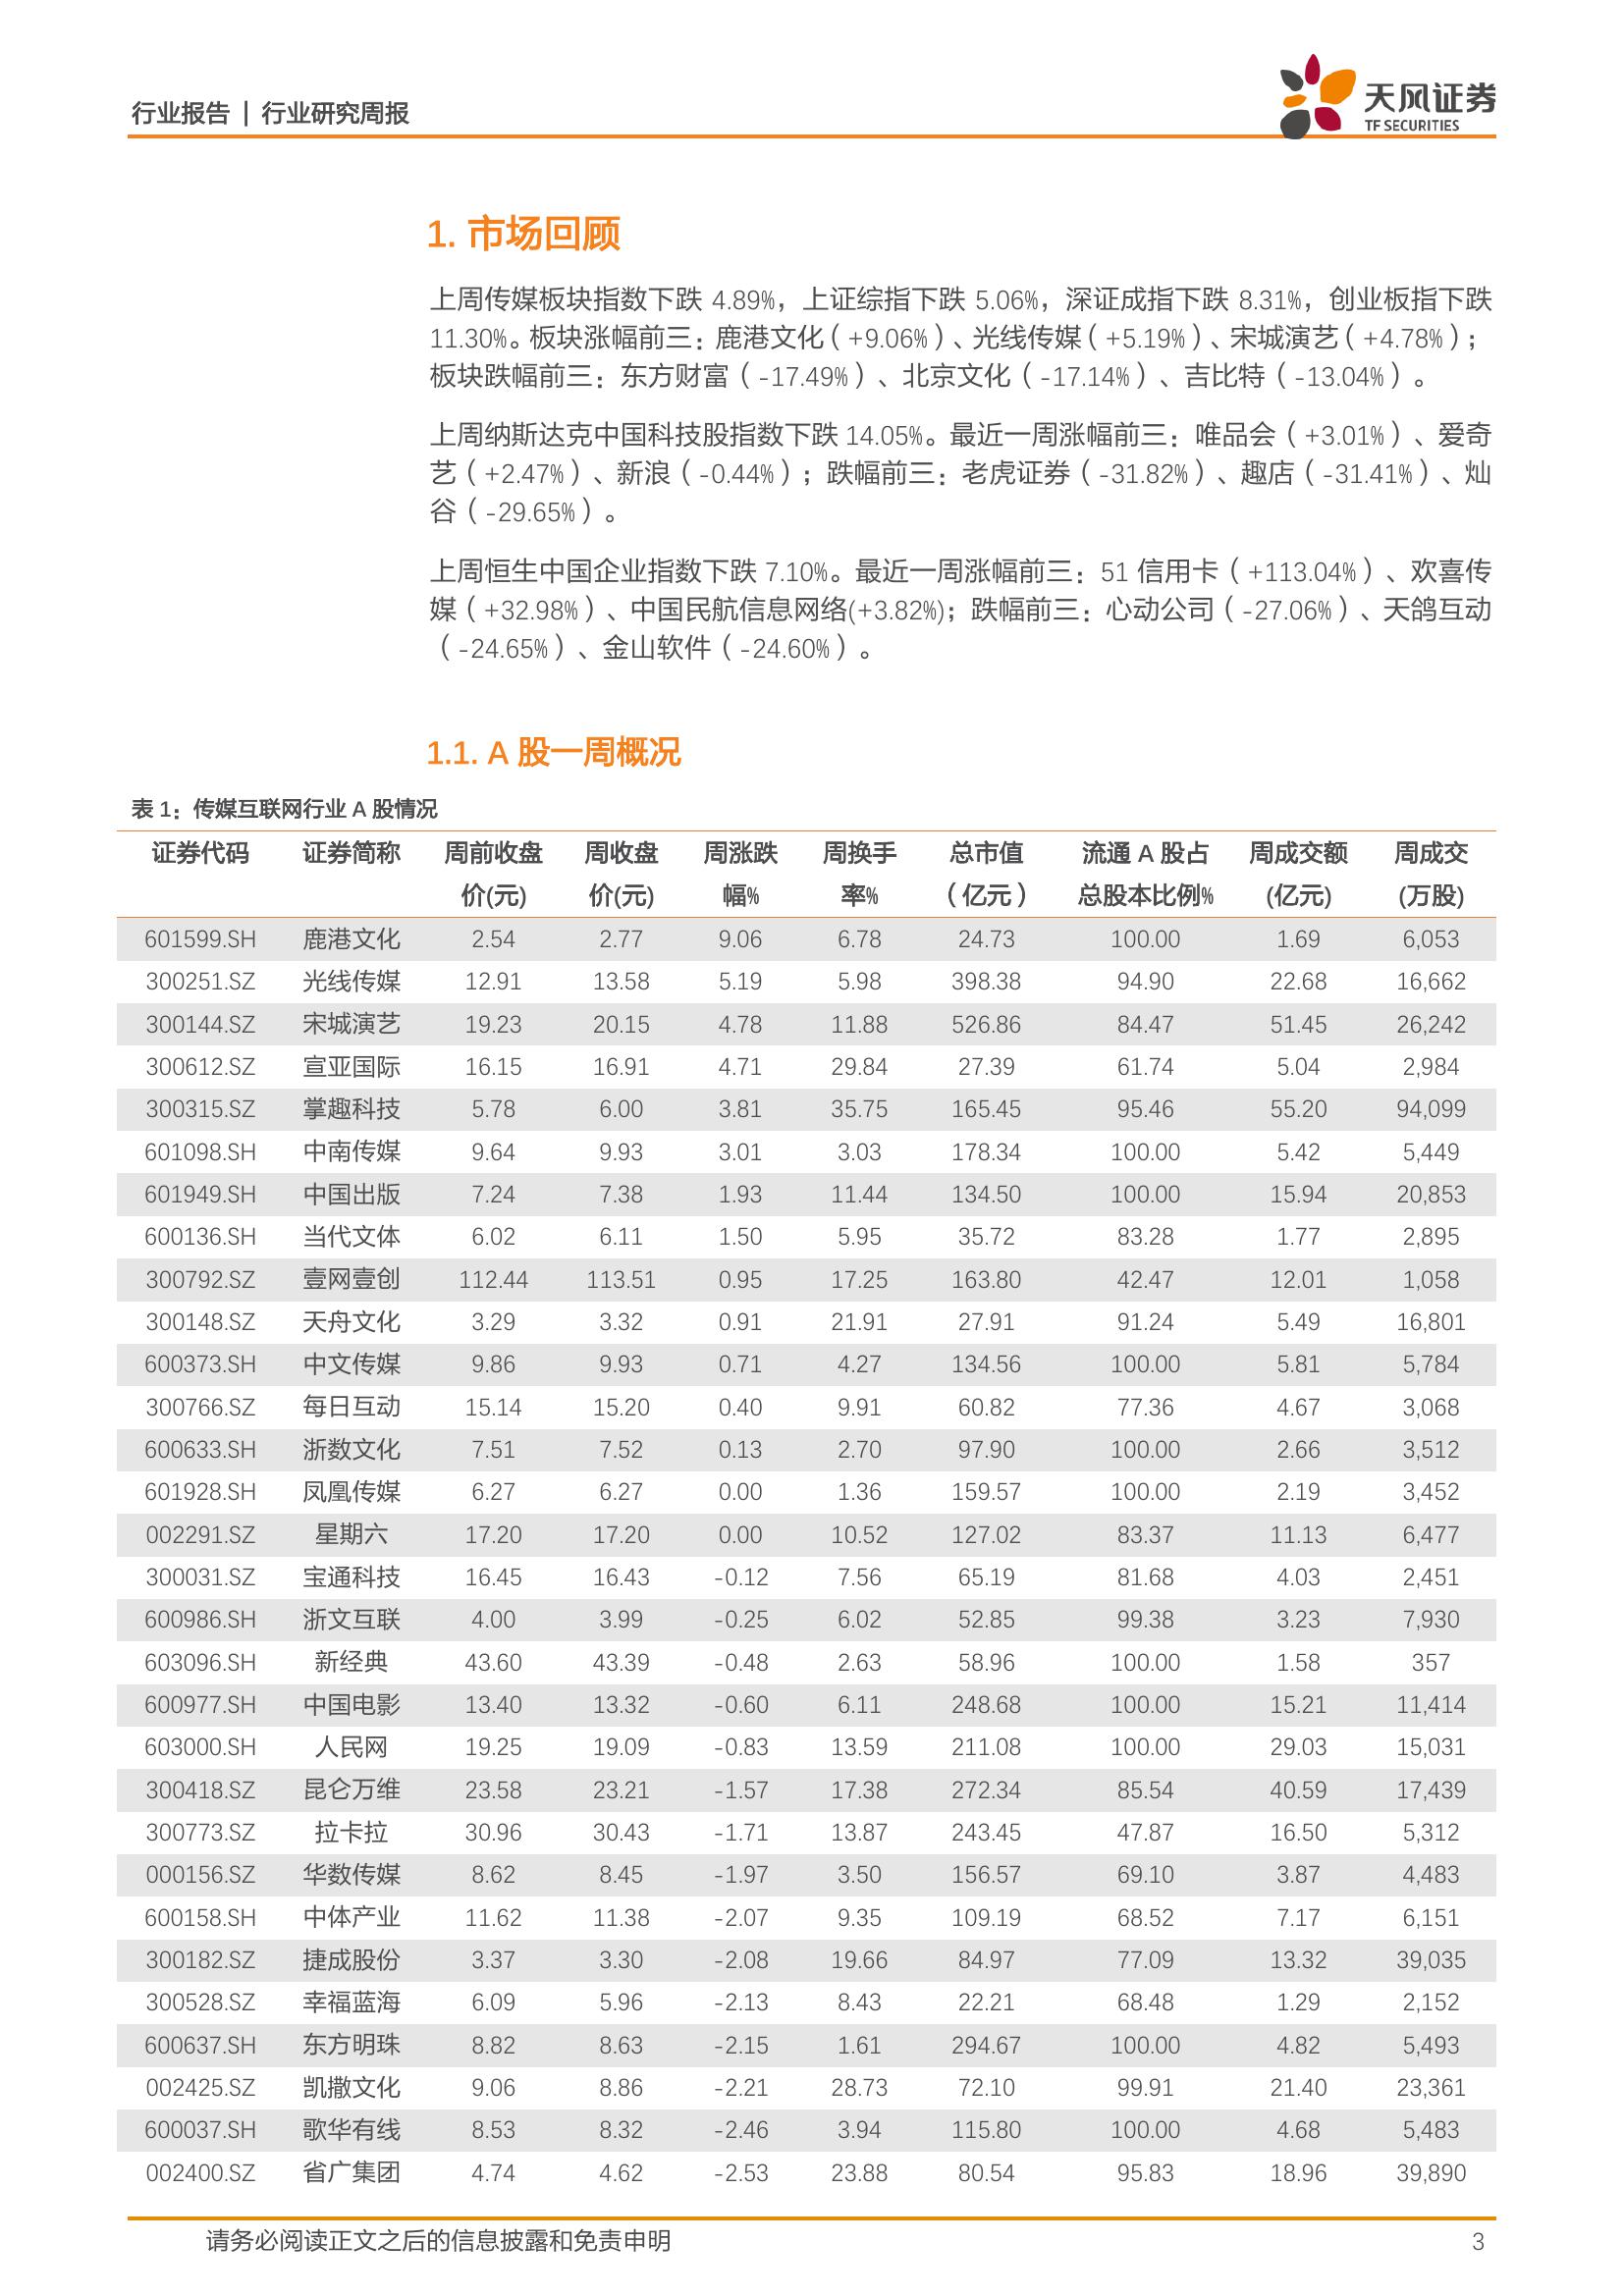 行业报告 | 行业研究周报
天风证券
TF SECURITIES
1. 市场回顾
上周传媒板块指数下跌 4.89%，上证综指下跌 5.06%，深证成指下跌 8.31%，创业板指下跌
11.30%。板块涨幅前三：鹿港文化（+9.06%）、光线传媒（+5.19%）、宋城演艺（+4.78%）；
板块跌幅前三：东方财富（-17.49%）、北京文化（-17.14%）、吉比特（-13.04%）。
上周纳斯达克中国科技股指数下跌 14.05%。最近一周涨幅前三：唯品会（+3.01%）、爱奇
艺（+2.47%）、新浪（-0.44%）；跌幅前三：老虎证券（-31.82%）、趣店（-31.41%）、灿
谷（-29.65%）。
上周恒生中国企业指数下跌 7.10%。最近一周涨幅前三：51 信用卡（+113.04%）、欢喜传
媒（+32.98%）、中国民航信息网络(+3.82%)；跌幅前三：心动公司（-27.06%）、天鸽互动
（-24.65%）、金山软件（-24.60%）。
1.1. A 股一周概况
表 1：传媒互联网行业 A 股情况
证券代码 证券简称 周前收盘 周收盘 周涨跌 周换手 总市值 流通 A 股占 周成交额 周成交
价(元) 价(元) 幅% 率% （亿元） 总股本比例% (亿元) (万股)
601599.SH 鹿港文化 2.54 2.77 9.06 6.78 24.73 100.00 1.69 6,053
300251.SZ 光线传媒 12.91 13.58 5.19 5.98 398.38 94.90 22.68 16,662
300144.SZ 宋城演艺 19.23 20.15 4.78 11.88 526.86 84.47 51.45 26,242
300612.SZ 宣亚国际 16.15 16.91 4.71 29.84 27.39 61.74 5.04 2,984
300315.SZ 掌趣科技 5.78 6.00 3.81 35.75 165.45 95.46 55.20 94,099
601098.SH 中南传媒 9.64 9.93 3.01 3.03 178.34 100.00 5.42 5,449
601949.SH 中国出版 7.24 7.38 1.93 11.44 134.50 100.00 15.94 20,853
600136.SH 当代文体 6.02 6.11 1.50 5.95 35.72 83.28 1.77 2,895
300792.SZ 壹网壹创 112.44 113.51 0.95 17.25 163.80 42.47 12.01 1,058
300148.SZ 天舟文化 3.29 3.32 0.91 21.91 27.91 91.24 5.49 16,801
600373.SH 中文传媒 9.86 9.93 0.71 4.27 134.56 100.00 5.81 5,784
300766.SZ 每日互动 15.14 15.20 0.40 9.91 60.82 77.36 4.67 3,068
600633.SH 浙数文化 7.51 7.52 0.13 2.70 97.90 100.00 2.66 3,512
601928.SH 凤凰传媒 6.27 6.27 0.00 1.36 159.57 100.00 2.19 3,452
002291.SZ 星期六 17.20 17.20 0.00 10.52 127.02 83.37 11.13 6,477
300031.SZ 宝通科技 16.45 16.43 -0.12 7.56 65.19 81.68 4.03 2,451
600986.SH 浙文互联 4.00 3.99 -0.25 6.02 52.85 99.38 3.23 7,930
603096.SH 新经典 43.60 43.39 -0.48 2.63 58.96 100.00 1.58 357
600977.SH 中国电影 13.40 13.32 -0.60 6.11 248.68 100.00 15.21 11,414
603000.SH 人民网 19.25 19.09 -0.83 13.59 211.08 100.00 29.03 15,031
300418.SZ 昆仑万维 23.58 23.21 -1.57 17.38 272.34 85.54 40.59 17,439
300773.SZ 拉卡拉 30.96 30.43 -1.71 13.87 243.45 47.87 16.50 5,312
000156.SZ 华数传媒 8.62 8.45 -1.97 3.50 156.57 69.10 3.87 4,483
600158.SH 中体产业 11.62 11.38 -2.07 9.35 109.19 68.52 7.17 6,151
300182.SZ 捷成股份 3.37 3.30 -2.08 19.66 84.97 77.09 13.32 39,035
300528.SZ 幸福蓝海 6.09 5.96 -2.13 8.43 22.21 68.48 1.29 2,152
600637.SH 东方明珠 8.82 8.63 -2.15 1.61 294.67 100.00 4.82 5,493
002425.SZ 凯撒文化 9.06 8.86 -2.21 28.73 72.10 99.91 21.40 23,361
600037.SH 歌华有线 8.53 8.32 -2.46 3.94 115.80 100.00 4.68 5,483
002400.SZ 省广集团 4.74 4.62 -2.53 23.88 80.54 95.83 18.96 39,890
请务必阅读正文之后的信息披露和免责申明 3